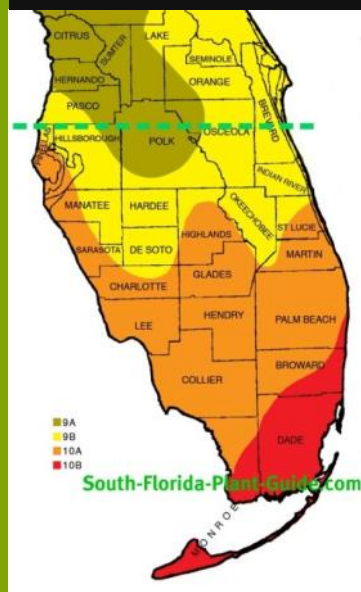 CITRUS
SUMTER
LAKE
SEMINOLE
HERNANDO
ORANGE
PASCO
BREVARD
PINELLAS
HILLSBOROUGH
OSCEOLA
POLK
INDIAN RIVER
MANATEE
HARDEE
OKEECHOBEE
ST LUCIE
HIGHLANDS
SARASOTA
DE SOTO
MARTIN
GLADES
CHARLOTTE
LEE
HENDRY
PALM BEACH
BROWARD
COLLIER
9A
9B
10A
10B
DADE
South-Florida-Plant-Guide.com
MONROE